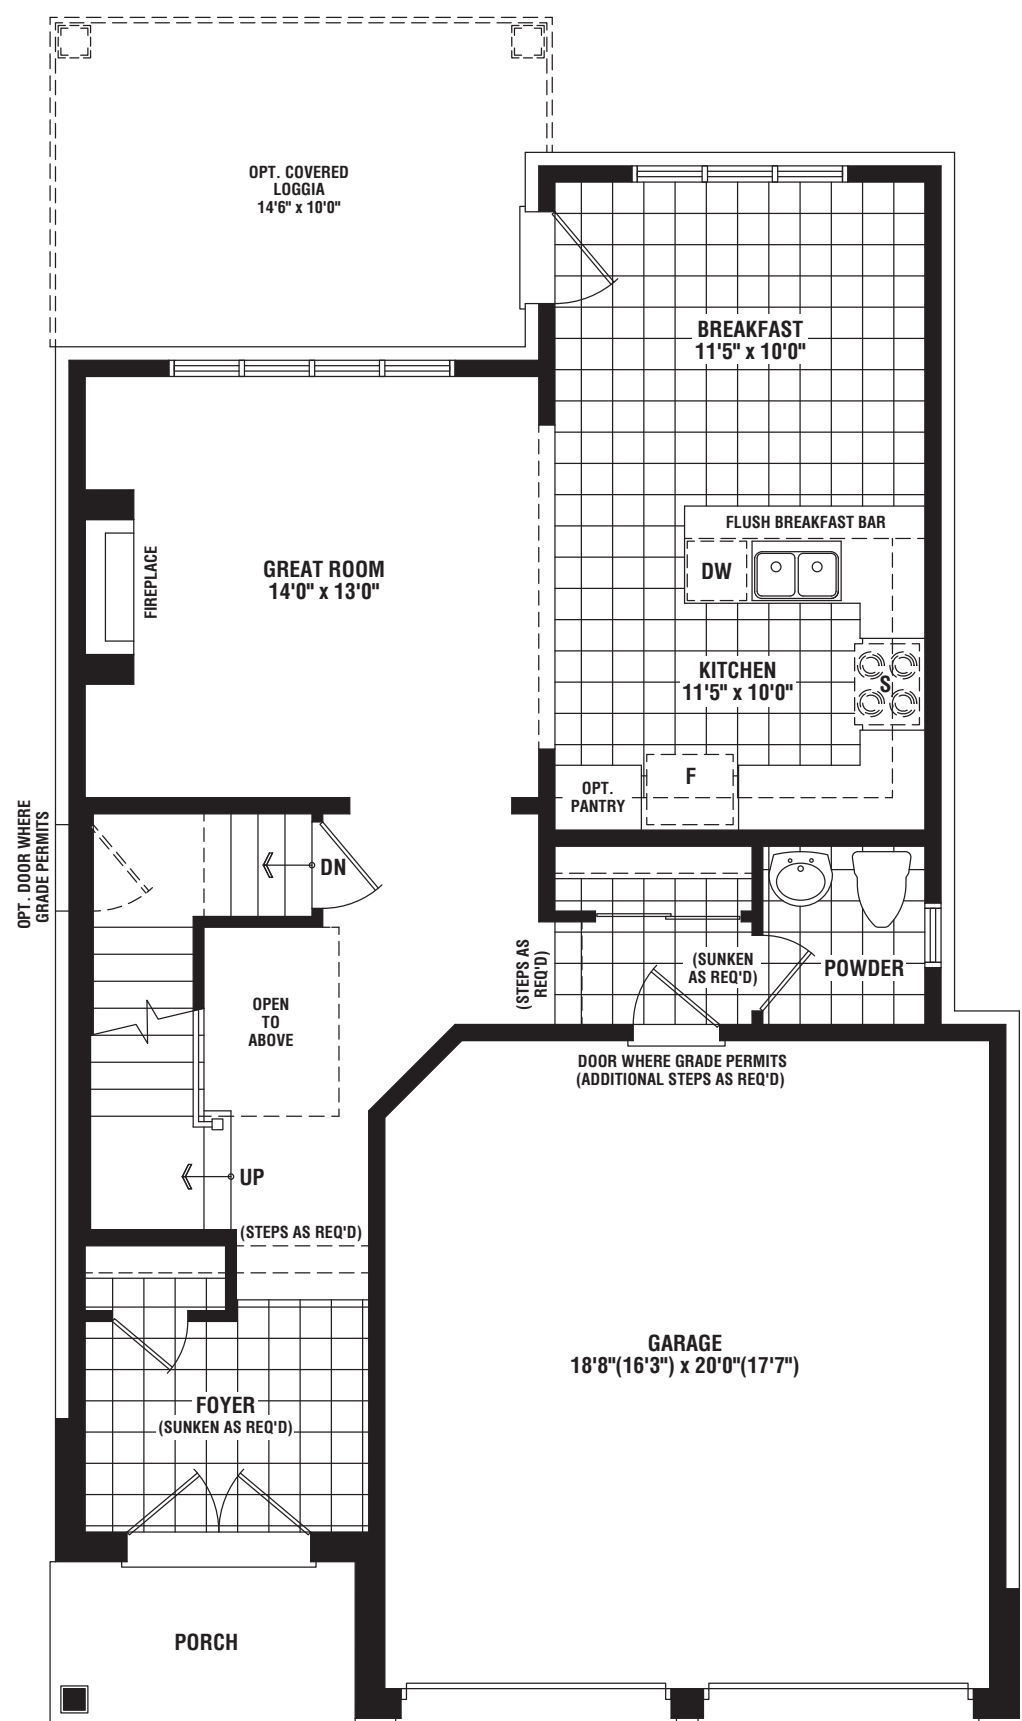 OPT. COVERED
LOGGIA
14'6" x 10'0"
BREAKFAST
11'5" x 10'0"
FLUSH BREAKFAST BAR
DW
FIREPLACE
GREAT ROOM
14'0" x 13'0"
KITCHEN
11'5" x 10'0"
S
F
OPT.
PANTRY
OPT. DOOR WHERE
GRADE PERMITS
DN
(STEPS AS
REQ'D)
(SUNKEN
AS REQ'D)
POWDER
OPEN
TO
ABOVE
DOOR WHERE GRADE PERMITS
(ADDITIONAL STEPS AS REQ'D)
UP
(STEPS AS REQ'D)
GARAGE
18'8"(16'3") x 20'0"(17'7")
FOYER
(SUNKEN AS REQ'D)
PORCH